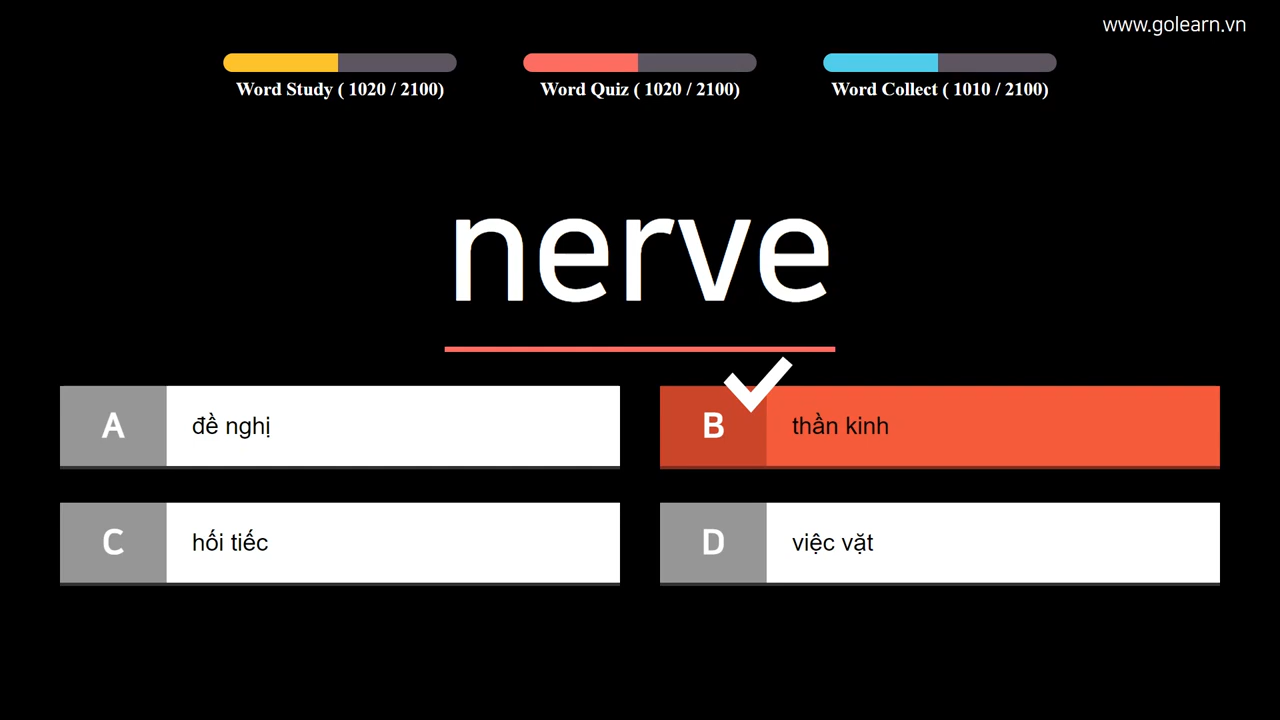 www.golearn.vn
Word Study ( 1020 / 2100)
Word Quiz ( 1020 / 2100)
Word Collect ( 1010 / 2100)
nerve
A đề nghị
B thần kinh
C hối tiếc
D việc vặt